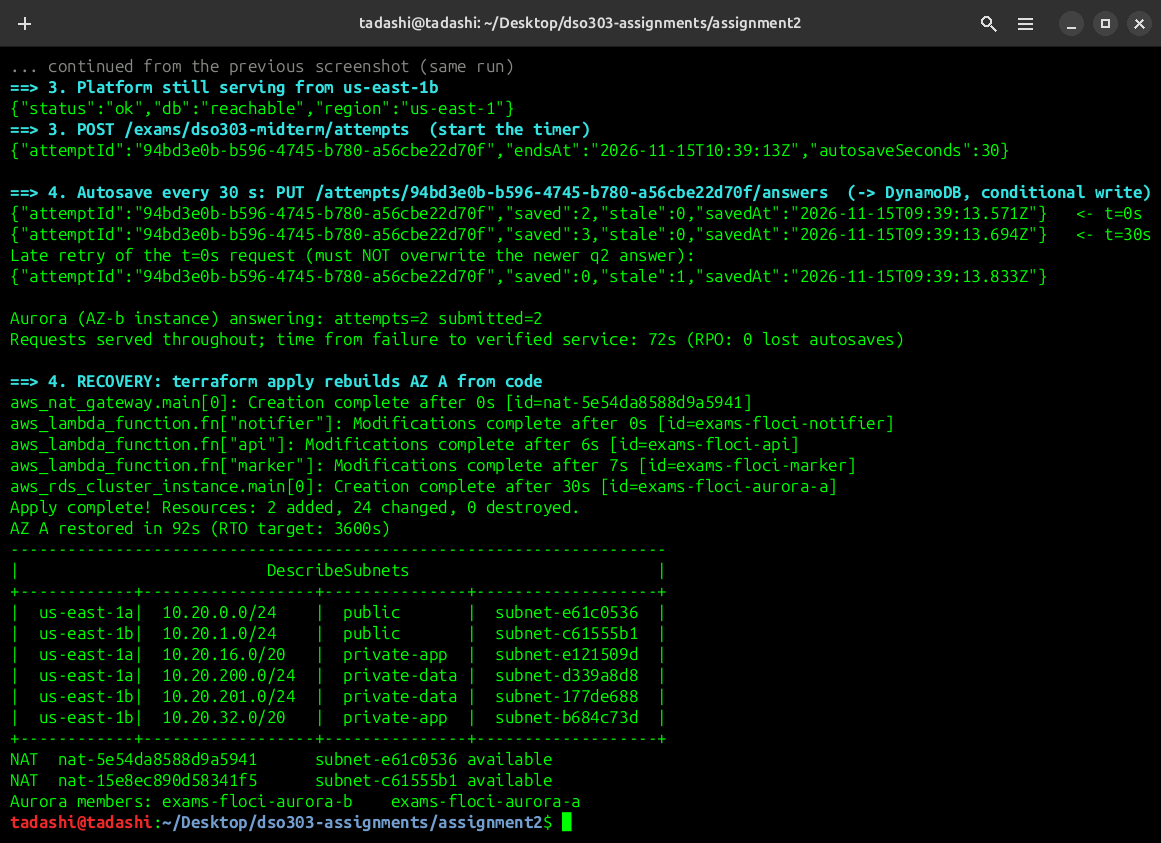 tadashi@tadashi: ~/Desktop/dso303-assignments/assignment2
... continued from the previous screenshot (same run)
==> 3. Platform still serving from us-east-1b
{"status":"ok","db":"reachable","region":"us-east-1"}
==> 3. POST /exams/dso303-midterm/attempts  (start the timer)
{"attemptId":"94bd3e0b-b596-4745-b780-a56cbe22d70f","endsAt":"2026-11-15T10:39:13Z","autosaveSeconds":30}

==> 4. Autosave every 30 s: PUT /attempts/94bd3e0b-b596-4745-b780-a56cbe22d70f/answers  (-> DynamoDB, conditional write)
{"attemptId":"94bd3e0b-b596-4745-b780-a56cbe22d70f","saved":2,"stale":0,"savedAt":"2026-11-15T09:39:13.571Z"}   <- t=0s
{"attemptId":"94bd3e0b-b596-4745-b780-a56cbe22d70f","saved":3,"stale":0,"savedAt":"2026-11-15T09:39:13.694Z"}   <- t=30s
Late retry of the t=0s request (must NOT overwrite the newer q2 answer):
{"attemptId":"94bd3e0b-b596-4745-b780-a56cbe22d70f","saved":0,"stale":1,"savedAt":"2026-11-15T09:39:13.833Z"}

Aurora (AZ-b instance) answering: attempts=2 submitted=2
Requests served throughout; time from failure to verified service: 72s (RPO: 0 lost autosaves)

==> 4. RECOVERY: terraform apply rebuilds AZ A from code
aws_nat_gateway.main[0]: Creation complete after 0s [id=nat-5e54da8588d9a5941]
aws_lambda_function.fn["notifier"]: Modifications complete after 0s [id=exams-floci-notifier]
aws_lambda_function.fn["api"]: Modifications complete after 6s [id=exams-floci-api]
aws_lambda_function.fn["marker"]: Modifications complete after 7s [id=exams-floci-marker]
aws_rds_cluster_instance.main[0]: Creation complete after 30s [id=exams-floci-aurora-a]
Apply complete! Resources: 2 added, 24 changed, 0 destroyed.
AZ A restored in 92s (RTO target: 3600s)
---------------------------------------------------------------------
|                          DescribeSubnets                          |
+------------+------------------+---------------+-------------------+
|  us-east-1a|  10.20.0.0/24    |  public       |  subnet-e61c0536  |
|  us-east-1b|  10.20.1.0/24    |  public       |  subnet-c61555b1  |
|  us-east-1a|  10.20.16.0/20   |  private-app  |  subnet-e121509d  |
|  us-east-1a|  10.20.200.0/24  |  private-data |  subnet-d339a8d8  |
|  us-east-1b|  10.20.201.0/24  |  private-data |  subnet-177de688  |
|  us-east-1b|  10.20.32.0/20   |  private-app  |  subnet-b684c73d  |
+------------+------------------+---------------+-------------------+
NAT  nat-5e54da8588d9a5941      subnet-e61c0536 available
NAT  nat-15e8ec890d58341f5      subnet-c61555b1 available
Aurora members: exams-floci-aurora-b    exams-floci-aurora-a
tadashi@tadashi:~/Desktop/dso303-assignments/assignment2$